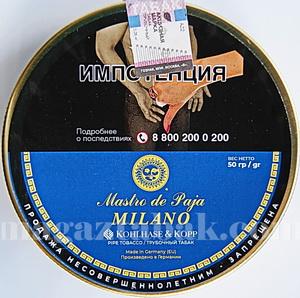 ТАБАК
ИМПОТЕНЦИЯ
Подробнее
о последствиях
8 800 200 0 200
ВЕС НЕТТО
50 гр / gr
Mastro de Paja
MILANO
KOHLHASE & KOPP
PIPE TOBACCO / ТРУБОЧНЫЙ ТАБАК
Made in Germany (EU)
Произведено в Германии
ПРОДАЖА НЕСОВЕРШЕННОЛЕТНИМ - ЗАПРЕЩЕНА